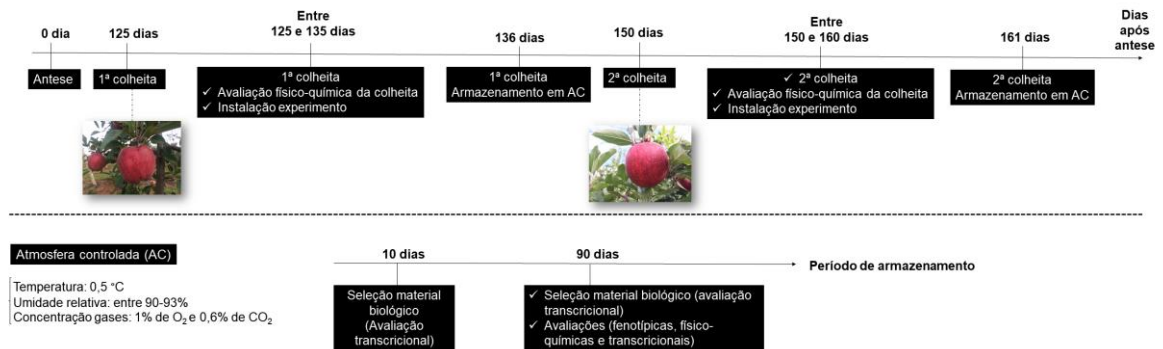 0 dia
125 dias
Entre
125 e 135 dias
136 dias
150 dias
Entre
150 e 160 dias
161 dias
Dias
após
antese
Antese
1ª colheita
1ª colheita
✓ Avaliação físico-química da colheita
✓ Instalação experimento
1ª colheita
Armazenamento em AC
2ª colheita
✓ 2ª colheita
✓ Avaliação físico-química da colheita
✓ Instalação experimento
2ª colheita
Armazenamento em AC
Atmosfera controlada (AC)
Temperatura: 0,5 °C
Umidade relativa: entre 90-93%
Concentração gases: 1% de O₂ e 0,6% de CO₂
10 dias
90 dias
Período de armazenamento
Seleção material
biológico
(Avaliação
transcricional)
✓ Seleção material biológico (avaliação
transcricional)
✓ Avaliações (fenotípicas, físico-
químicas e transcricionais)